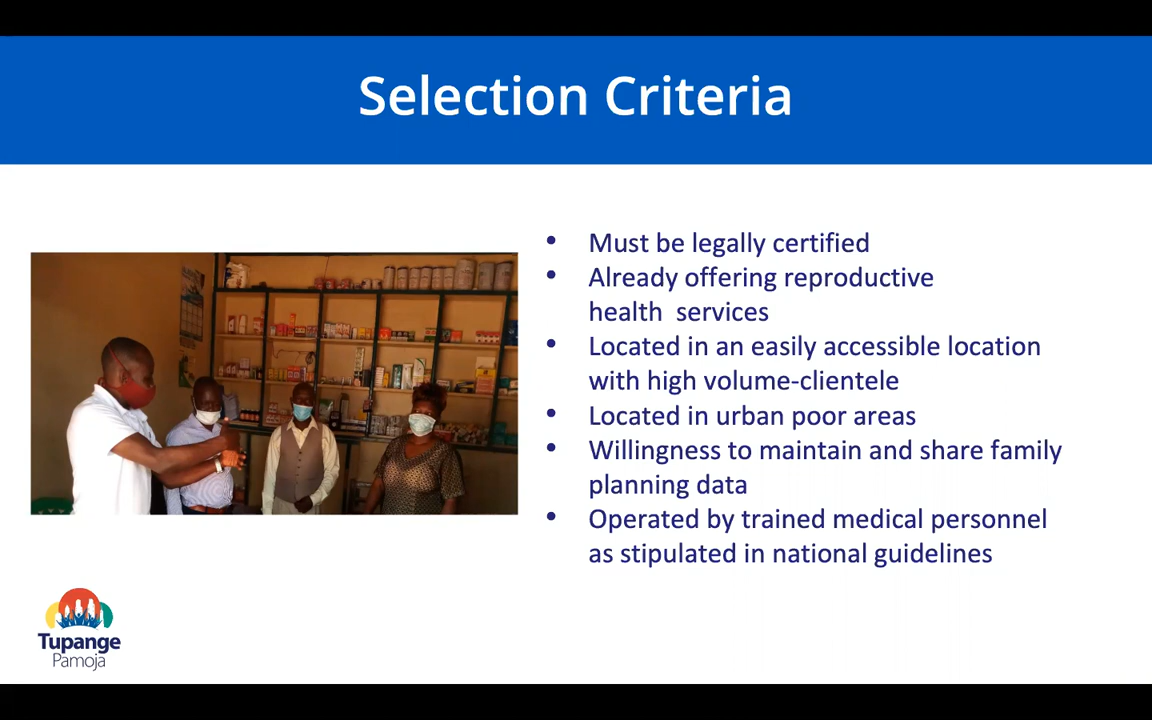 Selection Criteria
• Must be legally certified
• Already offering reproductive
health  services
• Located in an easily accessible location
with high volume-clientele
• Located in urban poor areas
• Willingness to maintain and share family
planning data
• Operated by trained medical personnel
as stipulated in national guidelines
Tupange
Pamoja